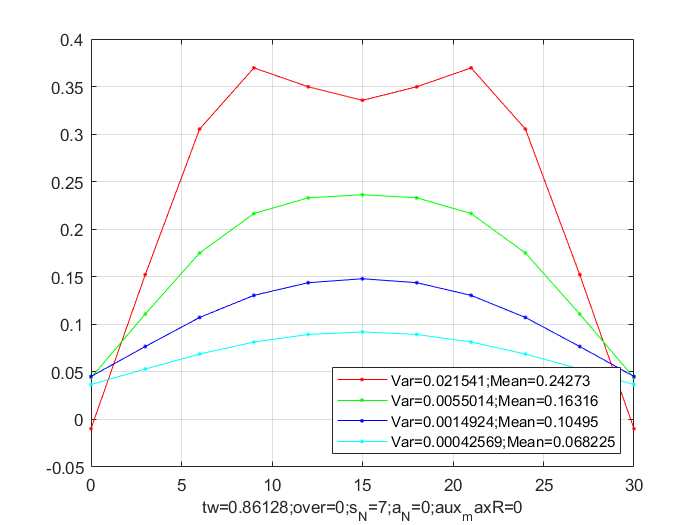 0.4
0.35
0.3
0.25
0.2
0.15
0.1
0.05
0
-0.05
Var=0.021541;Mean=0.24273
Var=0.0055014;Mean=0.16316
Var=0.0014924;Mean=0.10495
Var=0.00042569;Mean=0.068225
0 5 10 15 20 25 30
tw=0.86128;over=0;s_N=7;a_N=0;aux_maxR=0